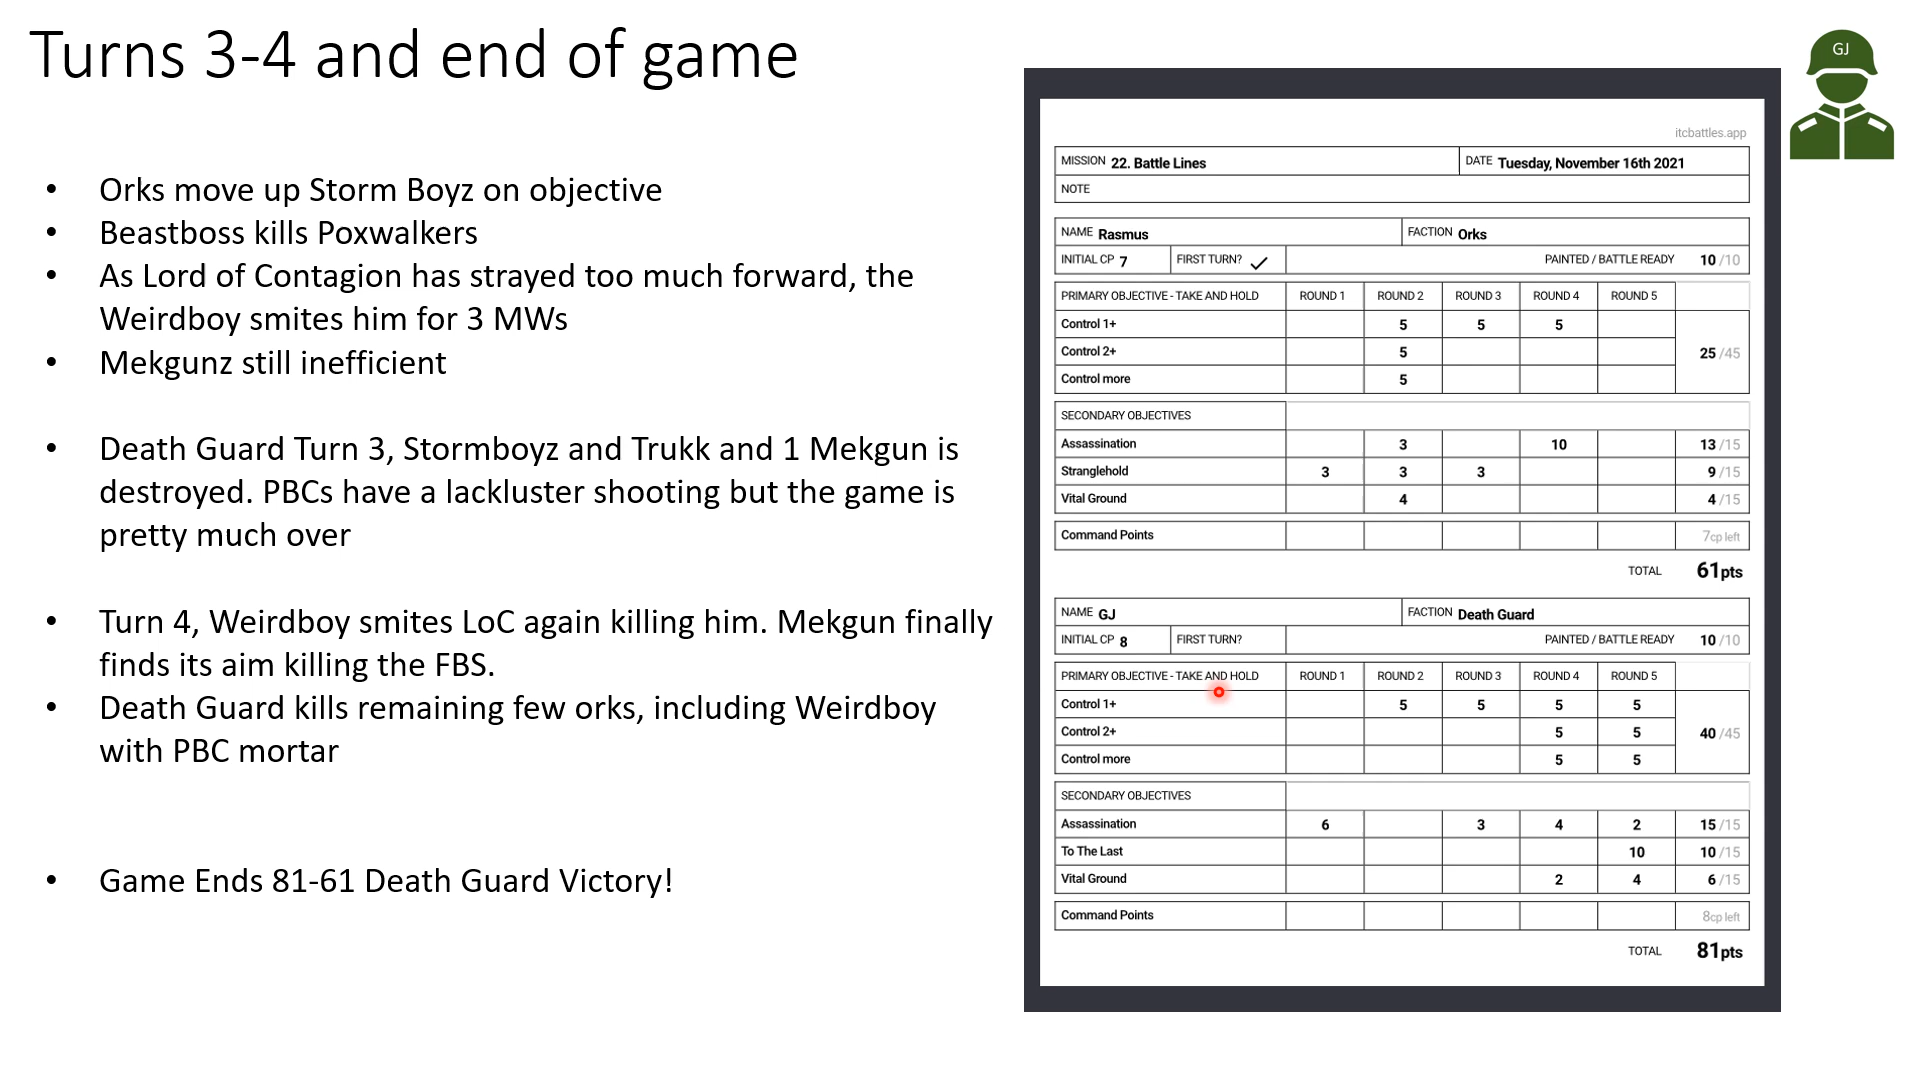 Turns 3-4 and end of game
GJ
• Orks move up Storm Boyz on objective
• Beastboss kills Poxwalkers
• As Lord of Contagion has strayed too much forward, the
Weirdboy smites him for 3 MWs
• Mekgunz still inefficient
• Death Guard Turn 3, Stormboyz and Trukk and 1 Mekgun is
destroyed. PBCs have a lackluster shooting but the game is
pretty much over
• Turn 4, Weirdboy smites LoC again killing him. Mekgun finally
finds its aim killing the FBS.
• Death Guard kills remaining few orks, including Weirdboy
with PBC mortar
• Game Ends 81-61 Death Guard Victory!
itcbattles.app
MISSION 22. Battle Lines DATE Tuesday, November 16th 2021
NOTE
NAME Rasmus FACTION Orks
INITIAL CP 7 FIRST TURN? ✓ PAINTED / BATTLE READY 10 /10
PRIMARY OBJECTIVE - TAKE AND HOLD ROUND 1 ROUND 2 ROUND 3 ROUND 4 ROUND 5
Control 1+ 5 5 5
Control 2+ 5 25 /45
Control more 5
SECONDARY OBJECTIVES
Assassination 3 10 13 /15
Stranglehold 3 3 3 9 /15
Vital Ground 4 4 /15
Command Points 7cp left
TOTAL 61pts
NAME GJ FACTION Death Guard
INITIAL CP 8 FIRST TURN? PAINTED / BATTLE READY 10 /10
PRIMARY OBJECTIVE - TAKE AND HOLD ROUND 1 ROUND 2 ROUND 3 ROUND 4 ROUND 5
Control 1+ 5 5 5 5
Control 2+ 5 5 40 /45
Control more 5 5
SECONDARY OBJECTIVES
Assassination 6 3 4 2 15 /15
To The Last 10 10 /15
Vital Ground 2 4 6 /15
Command Points 8cp left
TOTAL 81pts